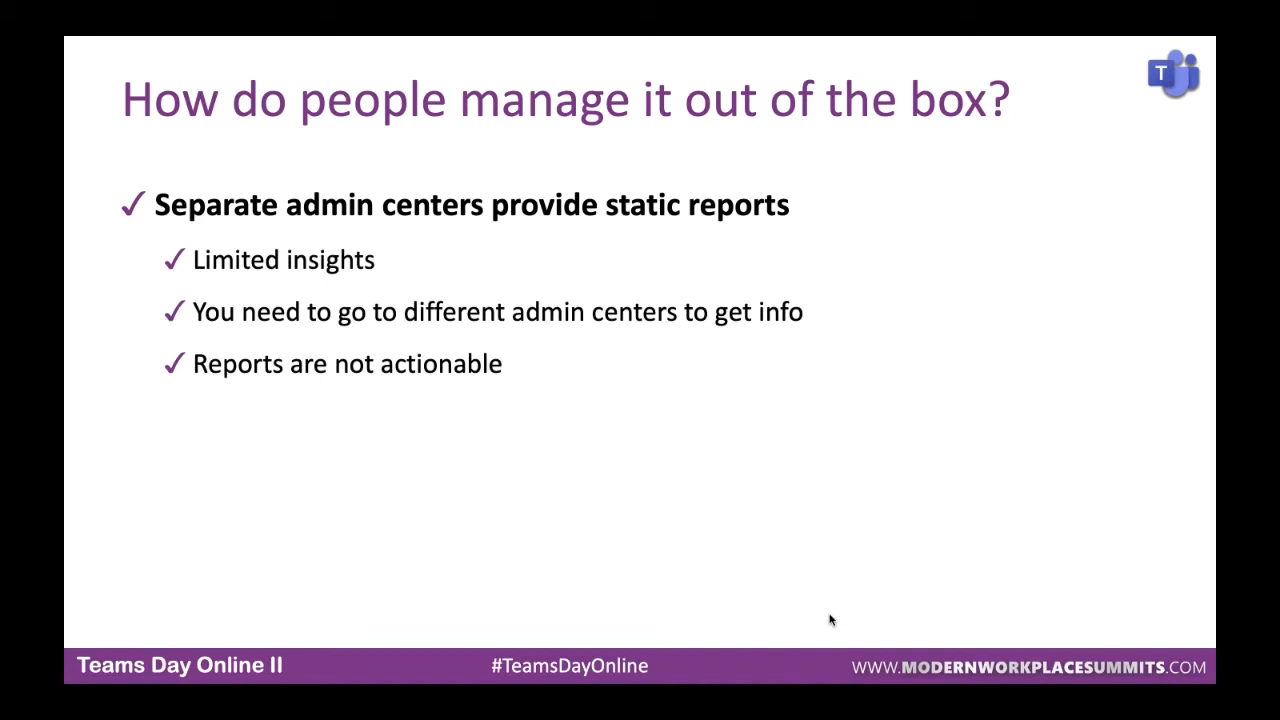 How do people manage it out of the box?
T
✓ Separate admin centers provide static reports
✓ Limited insights
✓ You need to go to different admin centers to get info
✓ Reports are not actionable
Teams Day Online II
#TeamsDayOnline
WWW.MODERNWORKPLACESUMMITS.COM